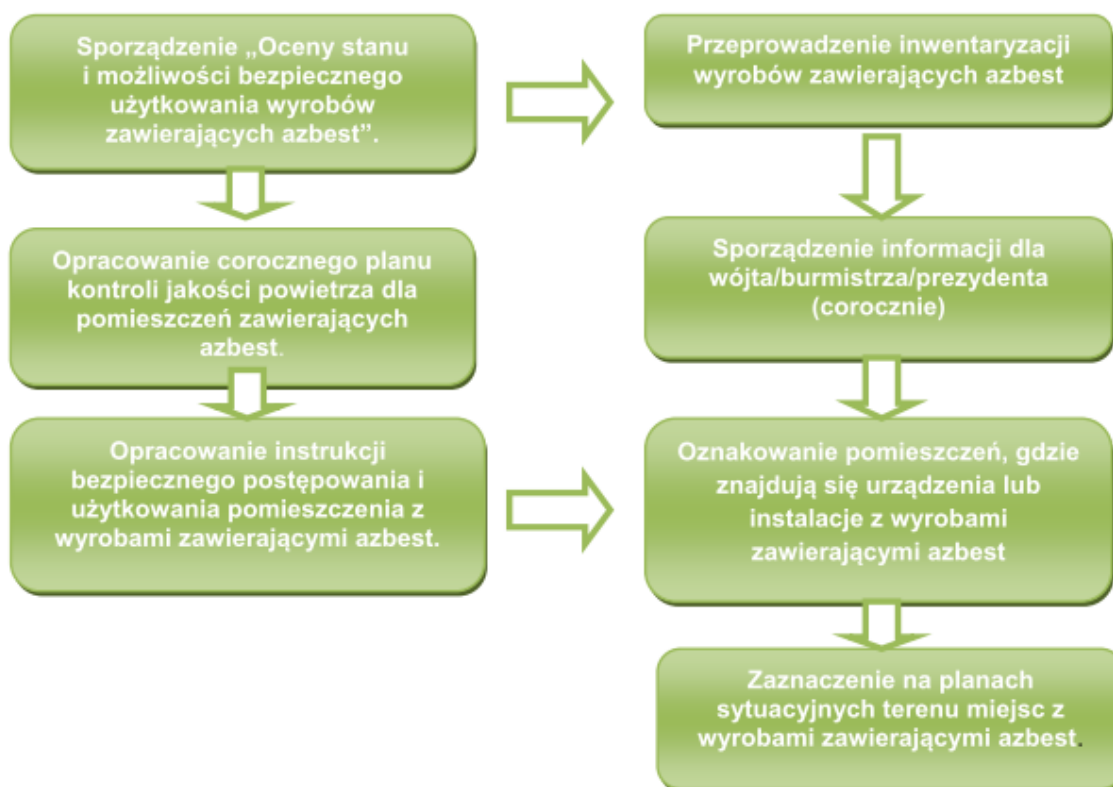 Sporządzenie „Oceny stanu
i możliwości bezpiecznego
użytkowania wyrobów
zawierających azbest”.
Przeprowadzenie inwentaryzacji
wyrobów zawierających azbest
Opracowanie corocznego planu
kontroli jakości powietrza dla
pomieszczeń zawierających
azbest.
Sporządzenie informacji dla
wójta/burmistrza/prezydenta
(corocznie)
Opracowanie instrukcji
bezpiecznego postępowania i
użytkowania pomieszczenia z
wyrobami zawierającymi azbest.
Oznakowanie pomieszczeń, gdzie
znajdują się urządzenia lub
instalacje z wyrobami
zawierającymi azbest
Zaznaczenie na planach
sytuacyjnych terenu miejsc z
wyrobami zawierającymi azbest.